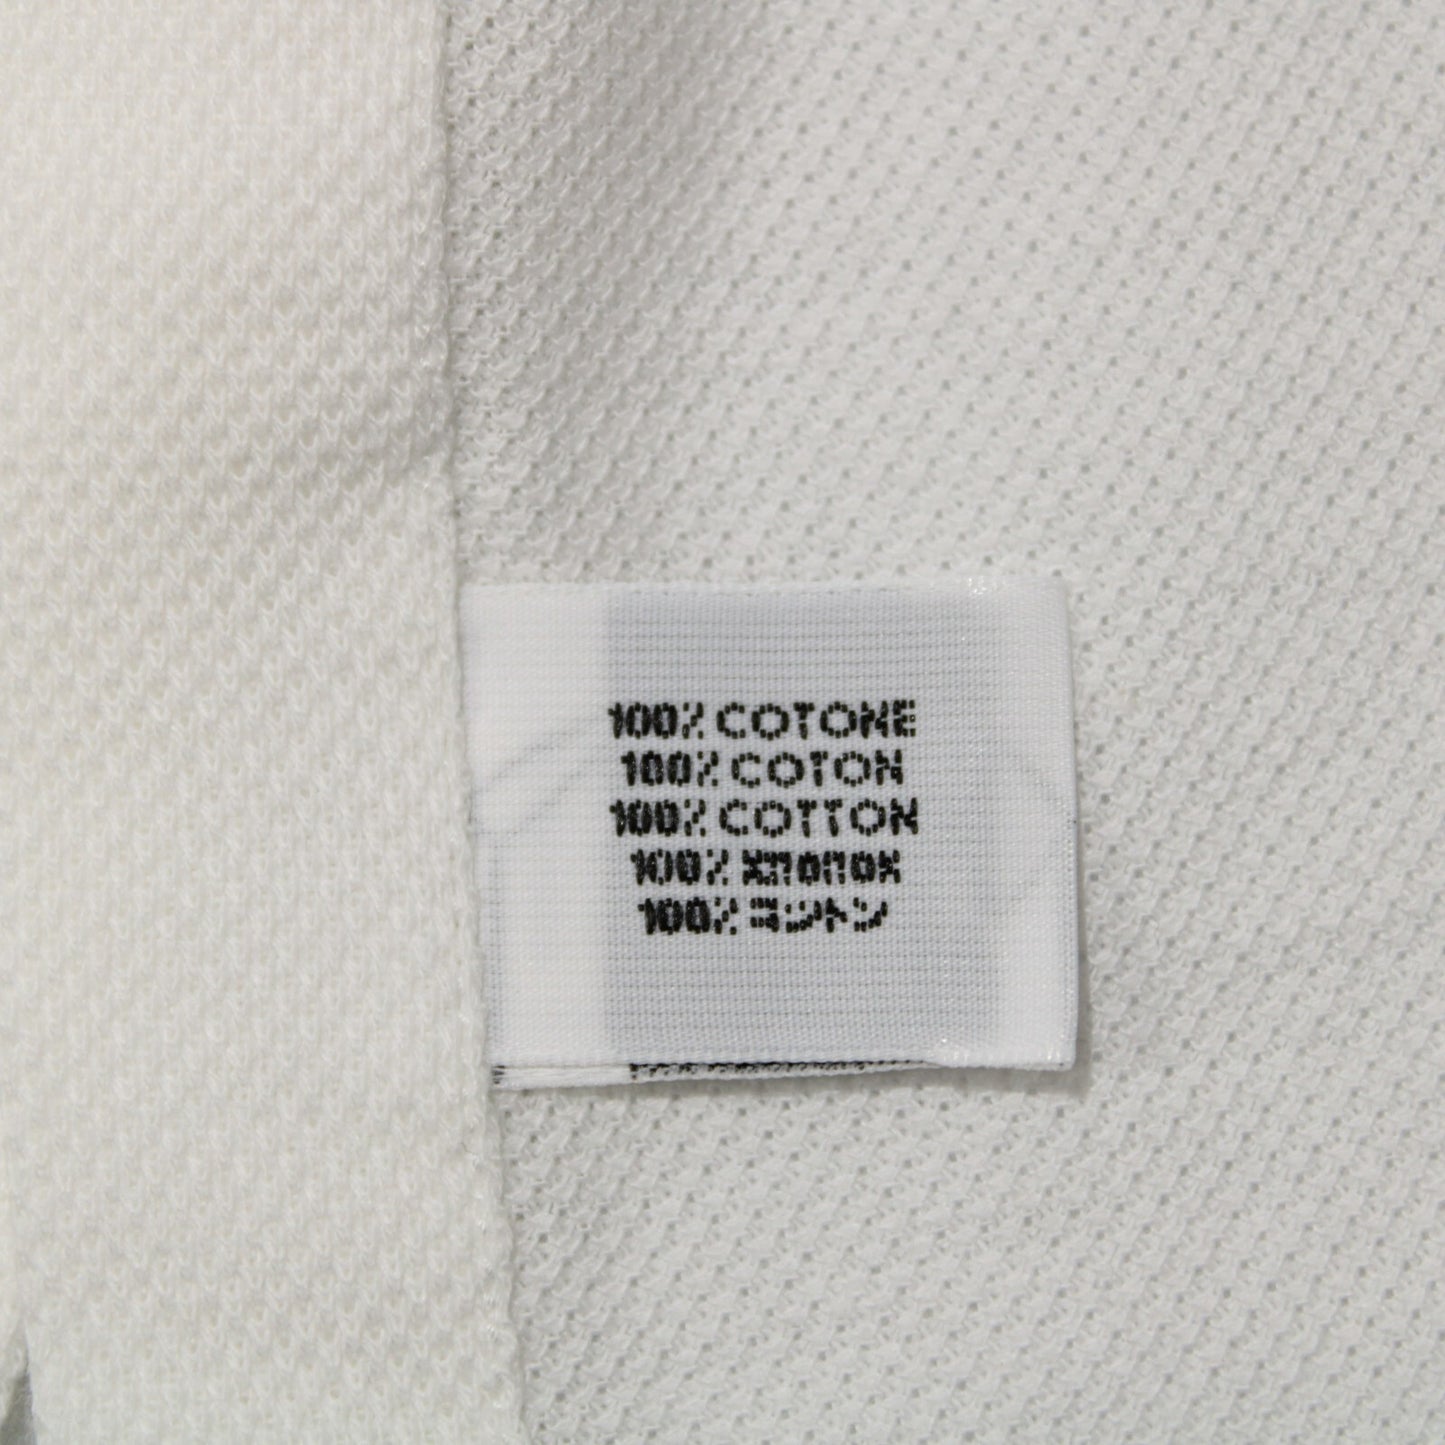 100% COTONE
100% COTON
100% COTTON
100% хлопок
100% コットン